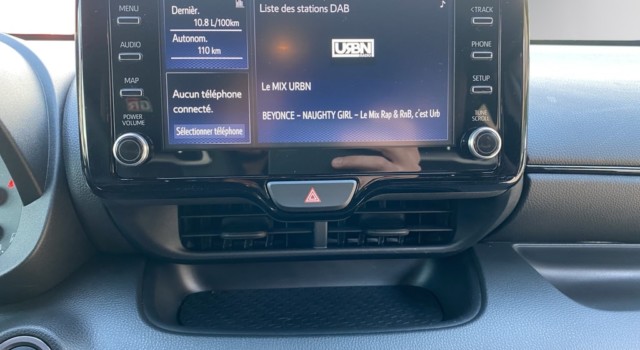 MENU
AUDIO
MAP
POWER
VOLUME
Dernièr.
10.8 L/100km
Autonom.
110 km
Aucun téléphone
connecté.
Sélectionner téléphone
Liste des stations DAB
URBN
Le MIX URBN
BEYONCE – NAUGHTY GIRL – Le Mix Rap & RnB, c'est Urb
<TRACK
PHONE
SETUP
TUNE
SCROLL